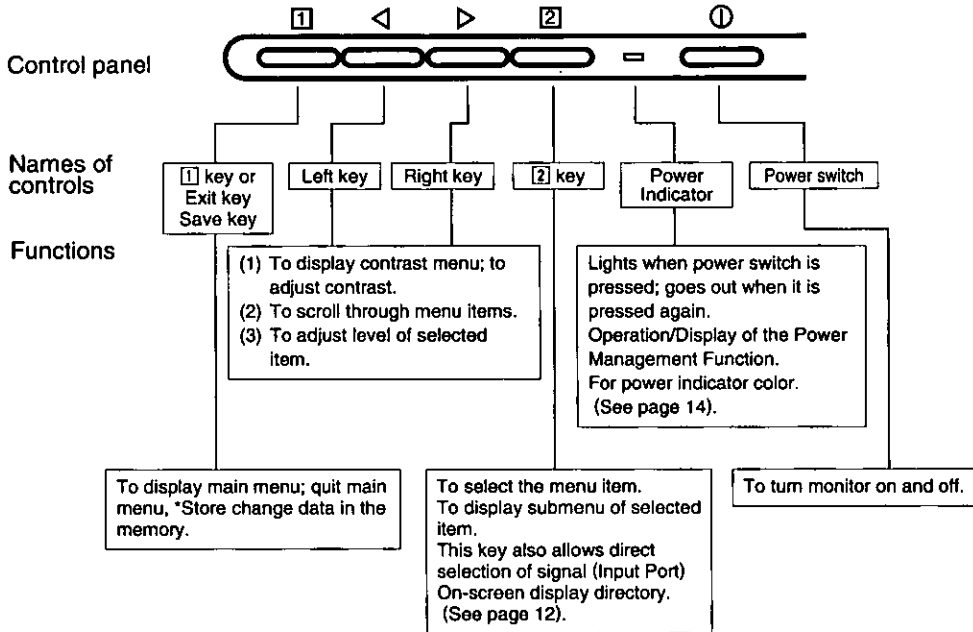 1 2
Control panel
Names of
controls
1 key or
Exit key
Save key
Left key
Right key
2 key
Power
Indicator
Power switch
Functions
(1) To display contrast menu; to
adjust contrast.
(2) To scroll through menu items.
(3) To adjust level of selected
item.
Lights when power switch is
pressed; goes out when it is
pressed again.
Operation/Display of the Power
Management Function.
For power indicator color.
(See page 14).
To display main menu; quit main
menu, *Store change data in the
memory.
To select the menu item.
To display submenu of selected
item.
This key also allows direct
selection of signal (Input Port)
On-screen display directory.
(See page 12).
To turn monitor on and off.